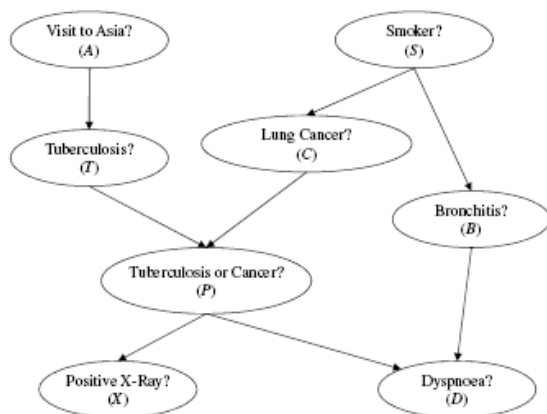 Visit to Asia?
(A)
Smoker?
(S)
Tuberculosis?
(T)
Lung Cancer?
(C)
Bronchitis?
(B)
Tuberculosis or Cancer?
(P)
Positive X-Ray?
(X)
Dyspnoea?
(D)